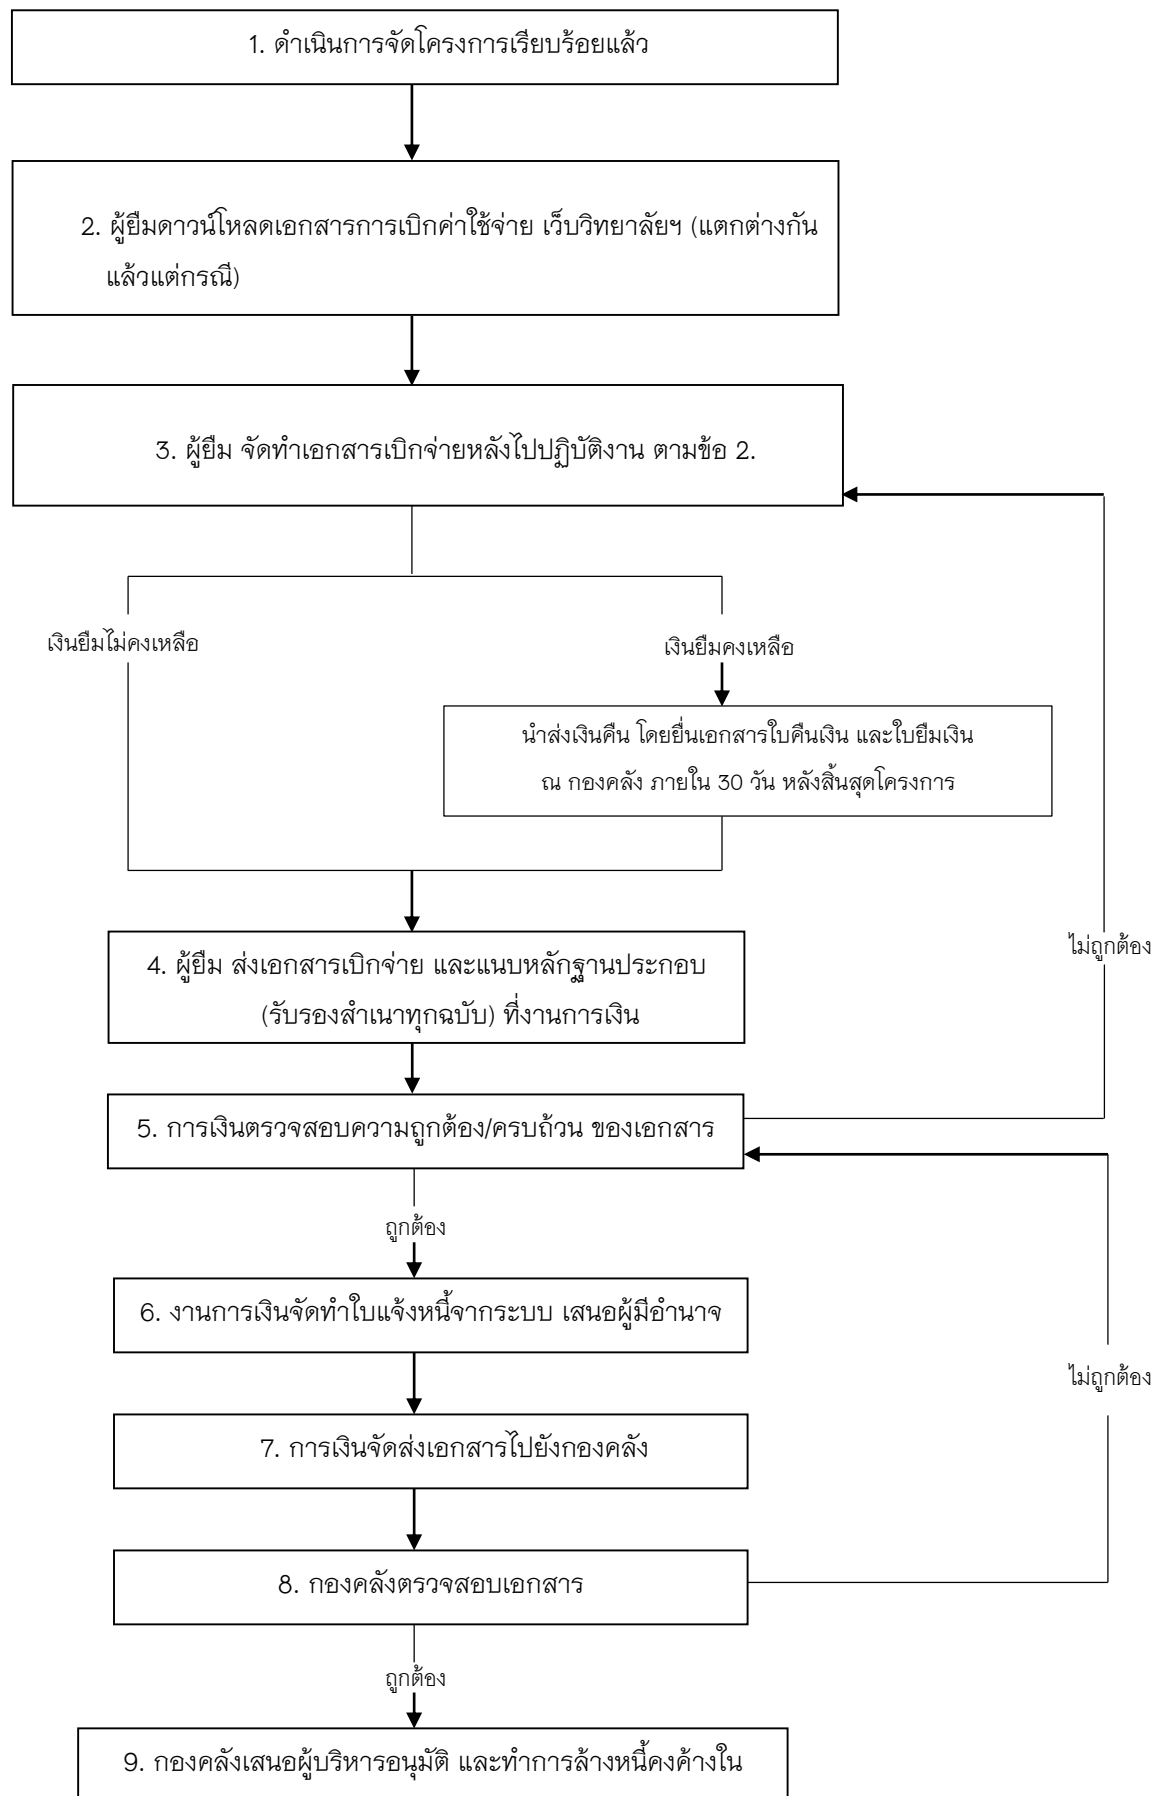 1. ดำเนินการจัดโครงการเรียบร้อยแล้ว
2. ผู้ยืมดาวน์โหลดเอกสารการเบิกค่าใช้จ่าย เว็บวิทยาลัยฯ (แตกต่างกัน
แล้วแต่กรณี)
3. ผู้ยืม จัดทำเอกสารเบิกจ่ายหลังไปปฏิบัติงาน ตามข้อ 2.
เงินยืมไม่คงเหลือ
เงินยืมคงเหลือ
นำส่งเงินคืน โดยยื่นเอกสารใบคืนเงิน และใบยืมเงิน
ณ กองคลัง ภายใน 30 วัน หลังสิ้นสุดโครงการ
ไม่ถูกต้อง
4. ผู้ยืม ส่งเอกสารเบิกจ่าย และแนบหลักฐานประกอบ
(รับรองสำเนาทุกฉบับ) ที่งานการเงิน
5. การเงินตรวจสอบความถูกต้อง/ครบถ้วน ของเอกสาร
ถูกต้อง
6. งานการเงินจัดทำใบแจ้งหนี้จากระบบ เสนอผู้มีอำนาจ
ไม่ถูกต้อง
7. การเงินจัดส่งเอกสารไปยังกองคลัง
8. กองคลังตรวจสอบเอกสาร
ถูกต้อง
9. กองคลังเสนอผู้บริหารอนุมัติ และทำการล้างหนี้คงค้างใน